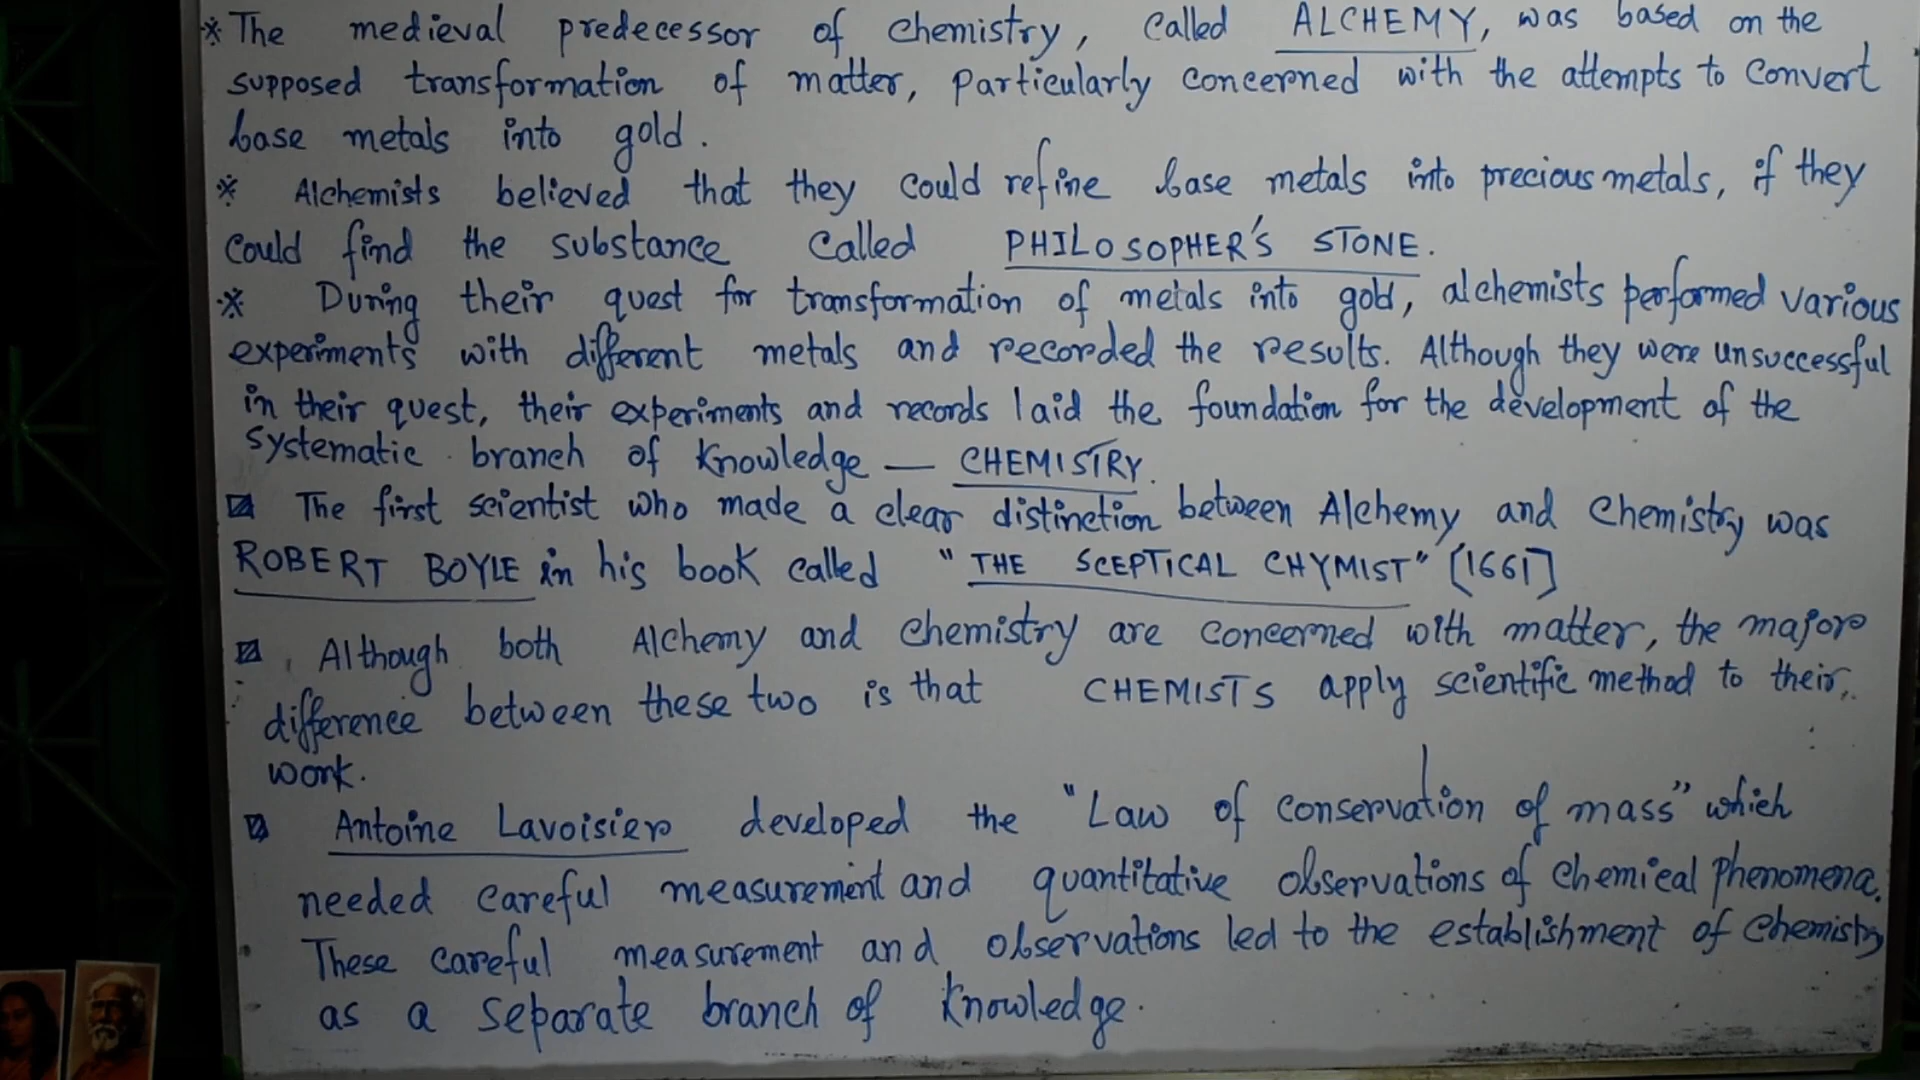 * The medieval predecessor of chemistry, called ALCHEMY, was based on the
supposed transformation of matter, particularly concerned with the attempts to convert
base metals into gold.
* Alchemists believed that they could refine base metals into precious metals, if they
could find the substance called PHILOSOPHER'S STONE.
* During their quest for transformation of metals into gold, alchemists performed various
experiments with different metals and recorded the results. Although they were unsuccessful
in their quest, their experiments and records laid the foundation for the development of the
systematic branch of knowledge — CHEMISTRY.
The first scientist who made a clear distinction between Alchemy and chemistry was
ROBERT BOYLE in his book called "THE SCEPTICAL CHYMIST" [1661]
Although both Alchemy and chemistry are concerned with matter, the major
difference between these two is that CHEMISTS apply scientific method to their
work.
Antoine Lavoisier developed the "Law of conservation of mass" which
needed careful measurement and quantitative observations of chemical phenomena.
These careful measurement and observations led to the establishment of chemistry
as a separate branch of knowledge.